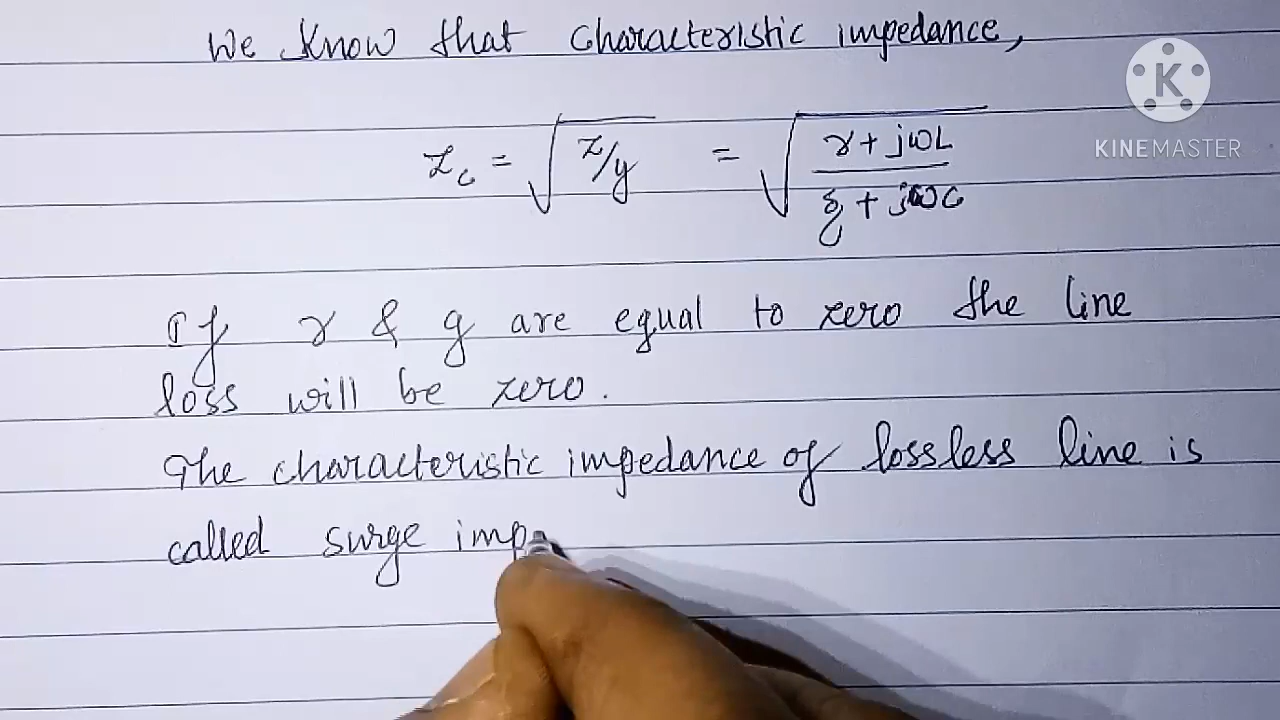 We know that characteristic impedance,
K
KINEMASTER
Zc = √z/y = √(r + jωL)/(g + jωc)
If r & g are equal to zero the line
loss will be zero.
The characteristic impedance of lossless line is
called surge imp